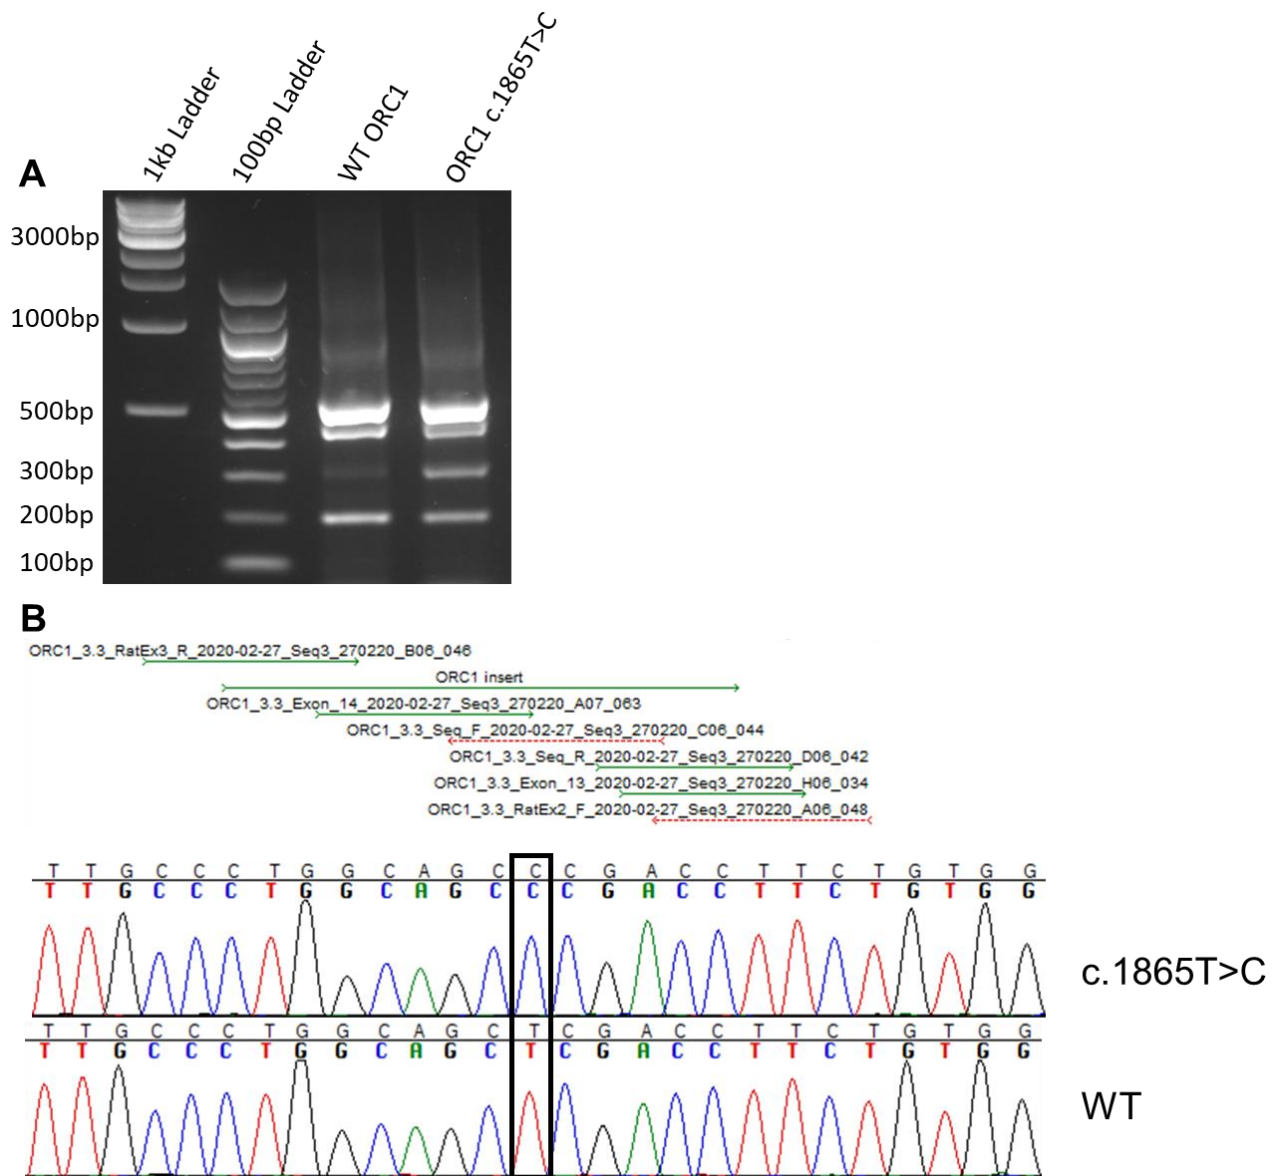 A
1kb Ladder
100bp Ladder
WT ORC1
ORC1 c.1865T>C
3000bp
1000bp
500bp
300bp
200bp
100bp
B
ORC1_3.3_RatEx3_R_2020-02-27_Seq3_270220_B06_046
ORC1 insert
ORC1_3.3_Exon_14_2020-02-27_Seq3_270220_A07_063
ORC1_3.3_Seq_F_2020-02-27_Seq3_270220_C06_044
ORC1_3.3_Seq_R_2020-02-27_Seq3_270220_D06_042
ORC1_3.3_Exon_13_2020-02-27_Seq3_270220_H06_034
ORC1_3.3_RatEx2_F_2020-02-27_Seq3_270220_A06_048
T T G C C C T G G C A G C C C G A C C T T C T G T G G
T T G C C C T G G C A G C C C G A C C T T C T G T G G
c.1865T>C
T T G C C C T G G C A G C T C G A C C T T C T G T G G
T T G C C C T G G C A G C T C G A C C T T C T G T G G
WT